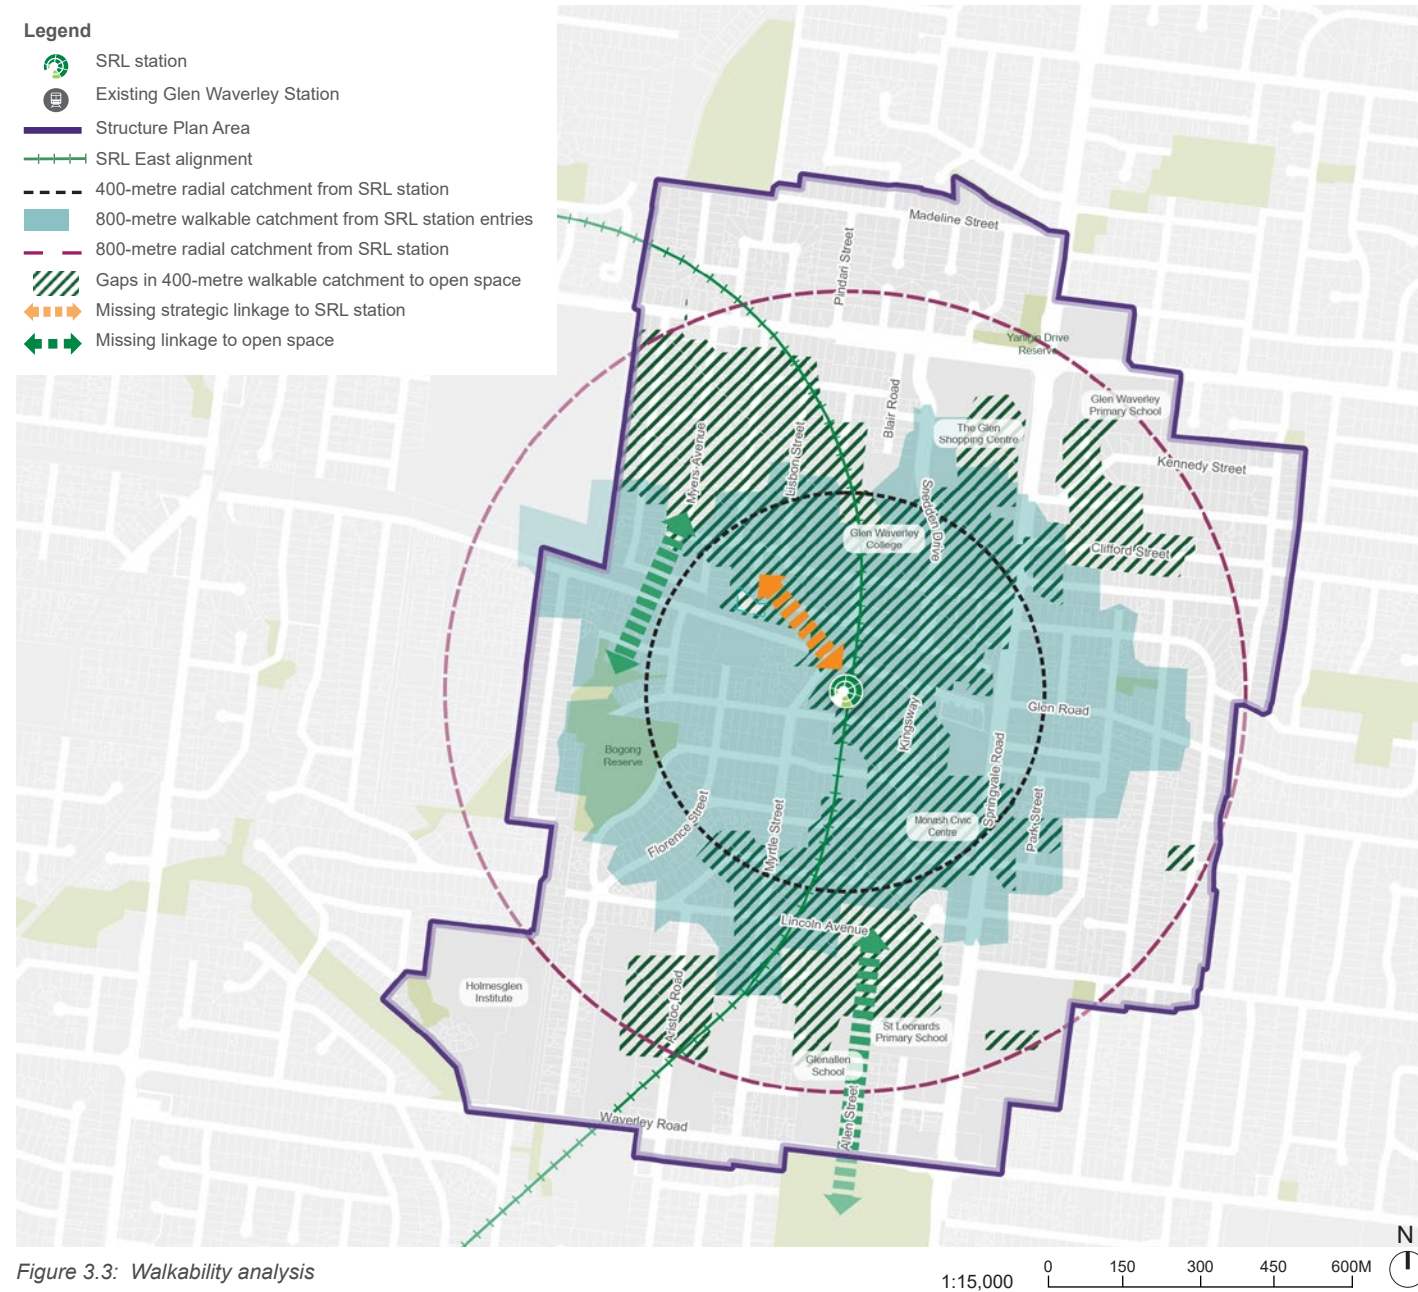 Legend
SRL station
Existing Glen Waverley Station
Structure Plan Area
SRL East alignment
400-metre radial catchment from SRL station
800-metre walkable catchment from SRL station entries
800-metre radial catchment from SRL station
Gaps in 400-metre walkable catchment to open space
Missing strategic linkage to SRL station
Missing linkage to open space
Madeline Street
Pindari Street
Yarriga Drive
Reserve
Blair Road
Glen Waverley
Primary School
The Glen
Shopping Centre
Kennedy Street
Myers Avenue
Lisbon Street
Snedden Drive
Glen Waverley
College
Clifford Street
Glen Road
Kingsway
Bogong
Reserve
Springvale Road
Park Street
Florence Street
Myrtle Street
Monash Civic
Centre
Lincoln Avenue
Holmesglen
Institute
Aristoc Road
St Leonards
Primary School
Glenallen
School
Allen Street
Waverley Road
N
Figure 3.3: Walkability analysis
1:15,000
0 150 300 450 600M